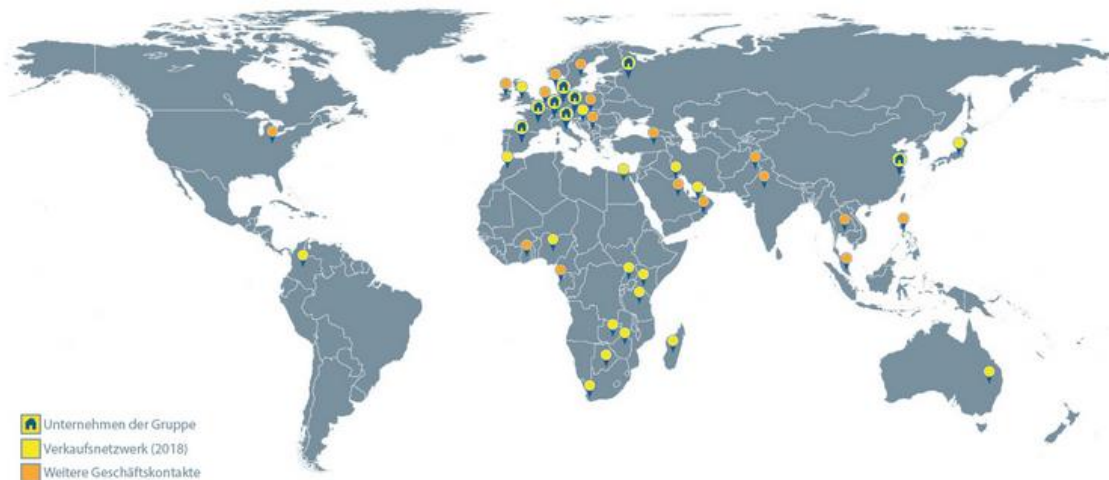 Unternehmen der Gruppe
Verkaufsnetzwerk (2018)
Weitere Geschäftskontakte